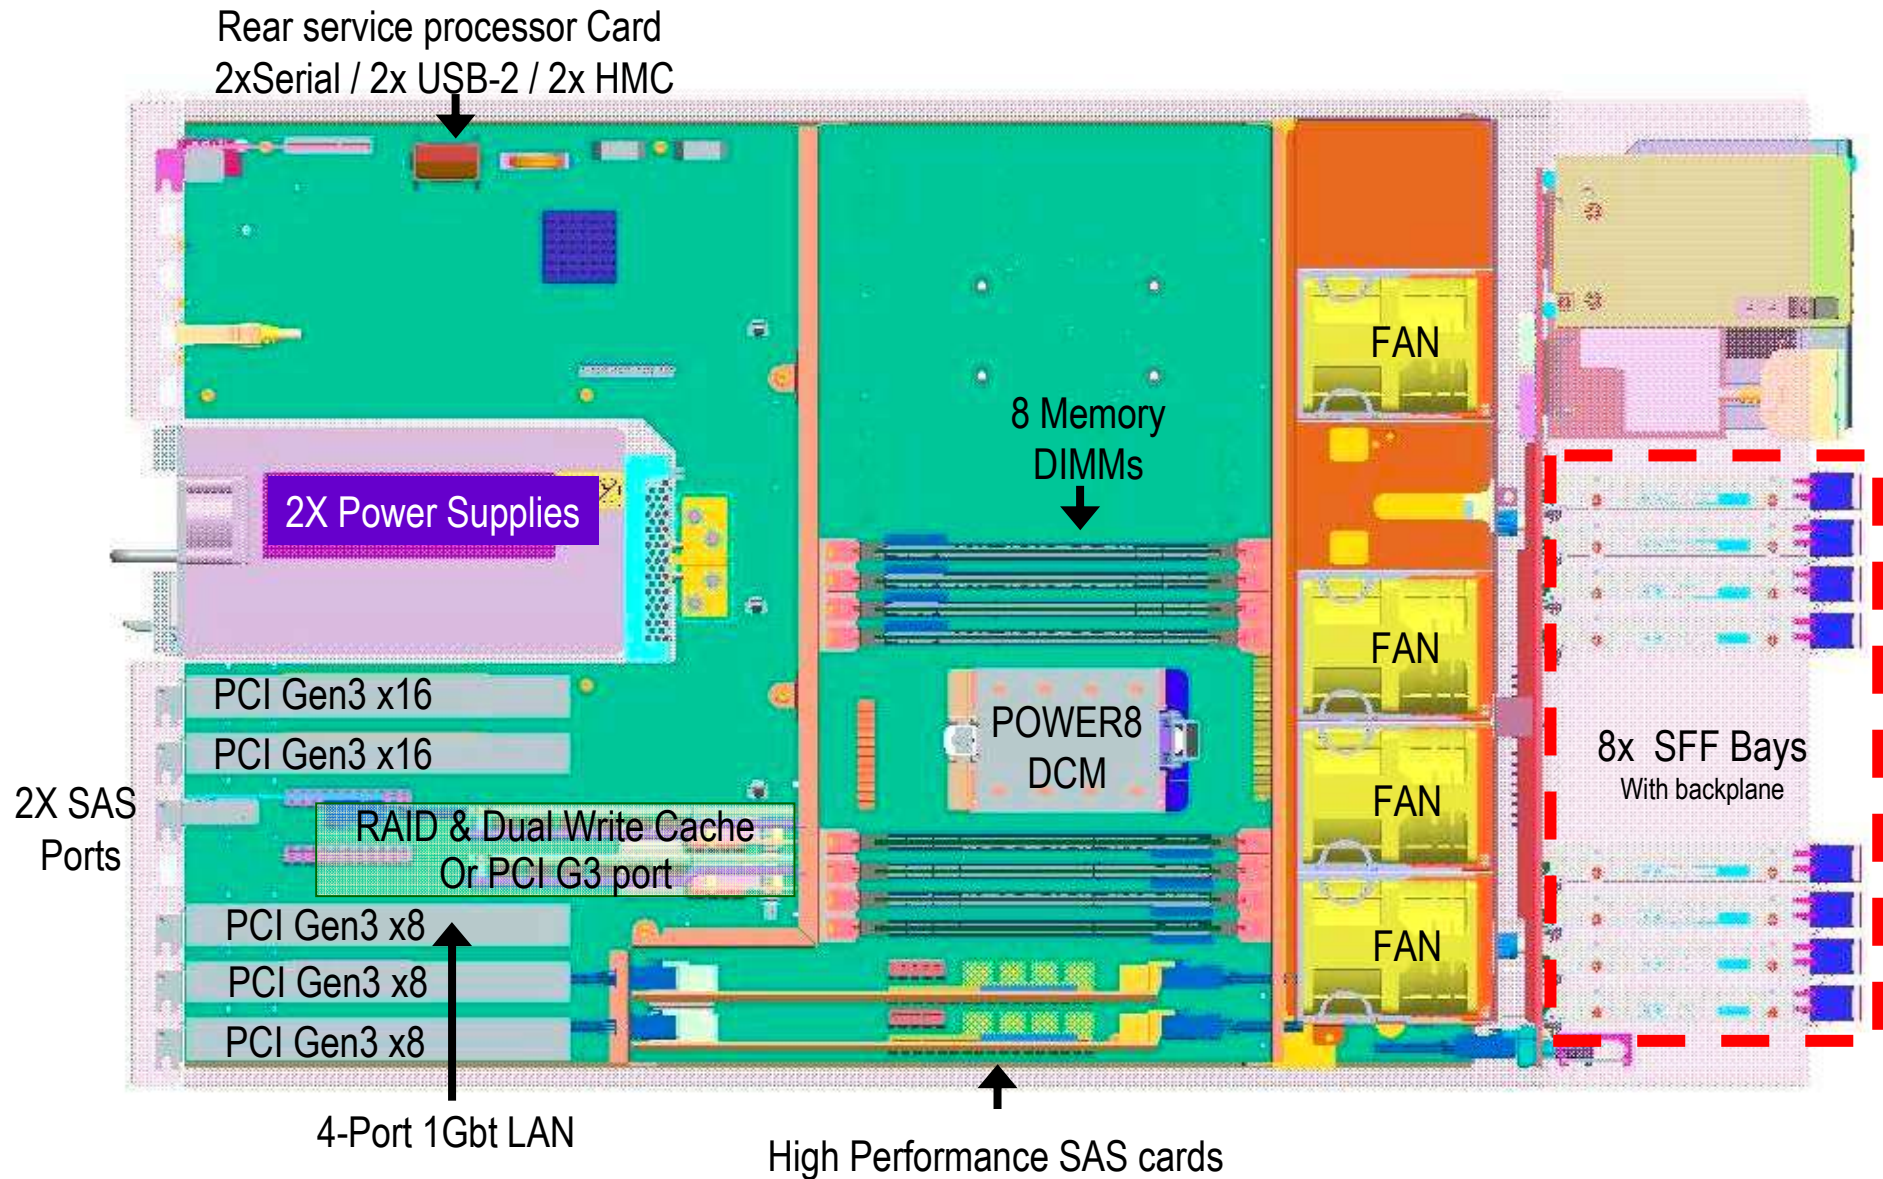 Rear service processor Card
2xSerial / 2x USB-2 / 2x HMC
FAN
8 Memory
DIMMs
2X Power Supplies
FAN
PCI Gen3 x16
PCI Gen3 x16
POWER8
DCM
8x SFF Bays
With backplane
2X SAS
Ports
RAID & Dual Write Cache
Or PCI G3 port
FAN
PCI Gen3 x8
FAN
PCI Gen3 x8
PCI Gen3 x8
4-Port 1Gbt LAN
High Performance SAS cards